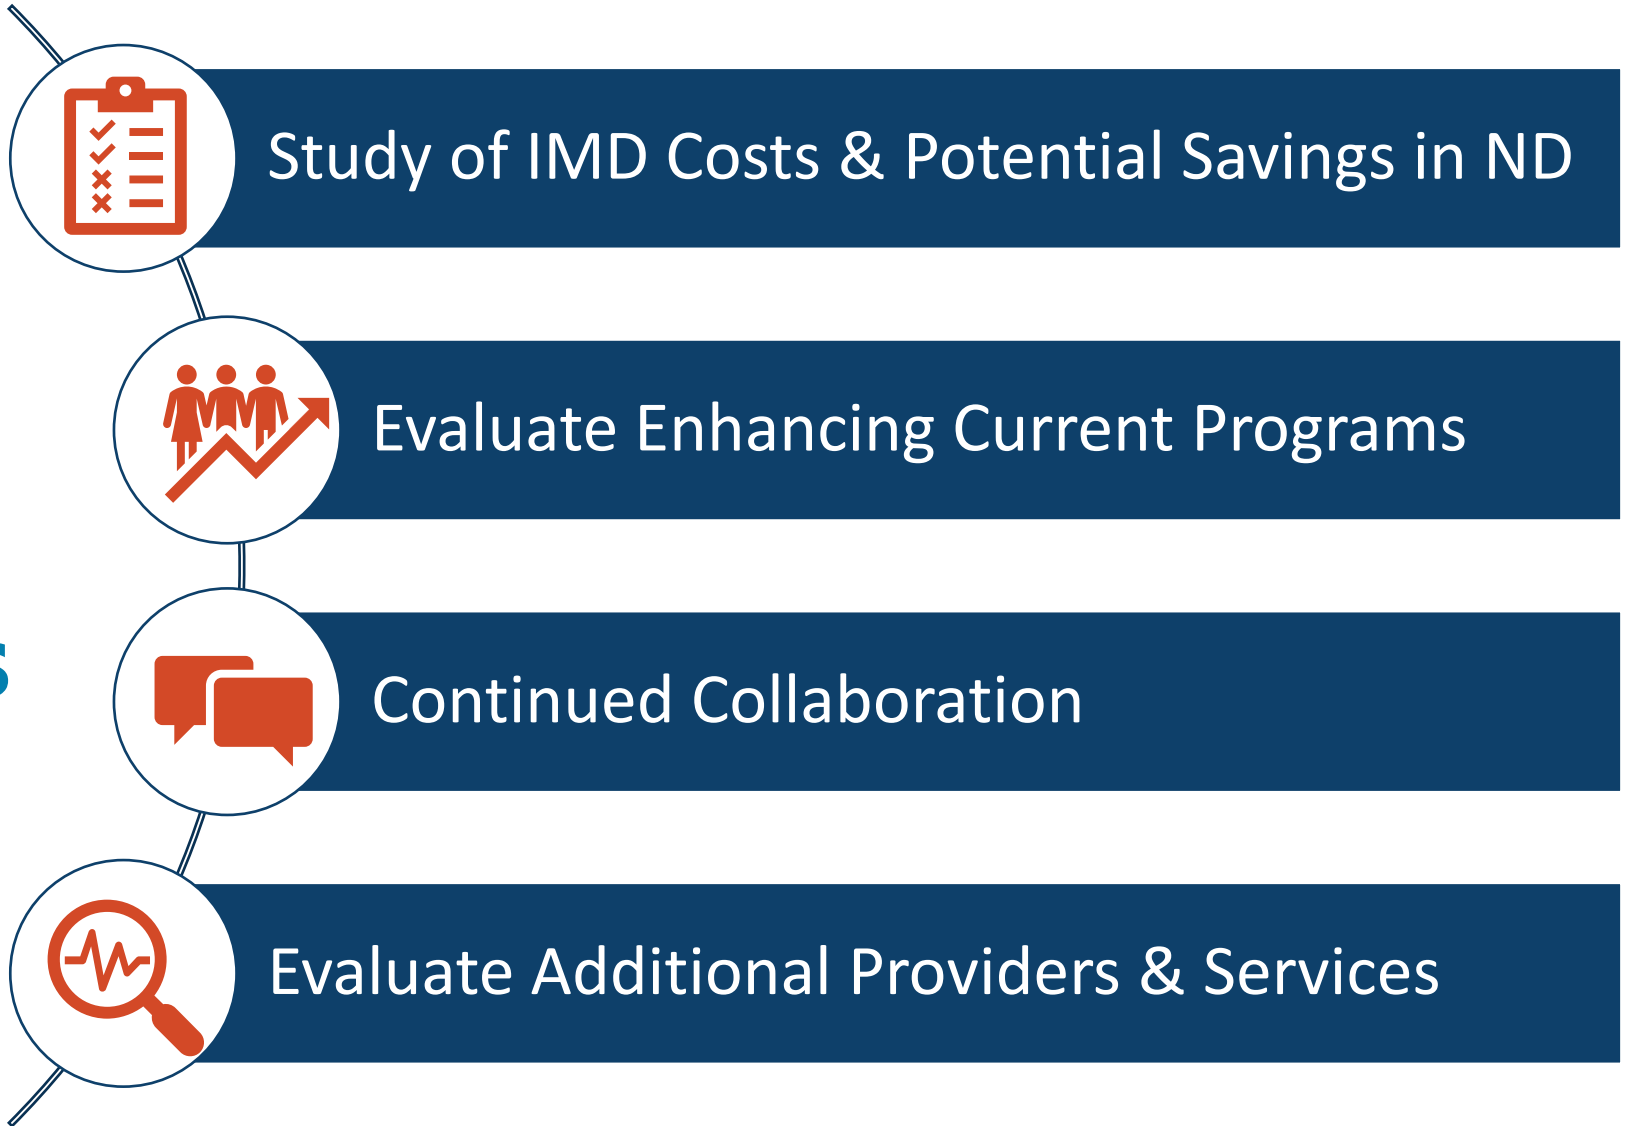 Study of IMD Costs & Potential Savings in ND
Evaluate Enhancing Current Programs
Continued Collaboration
Evaluate Additional Providers & Services